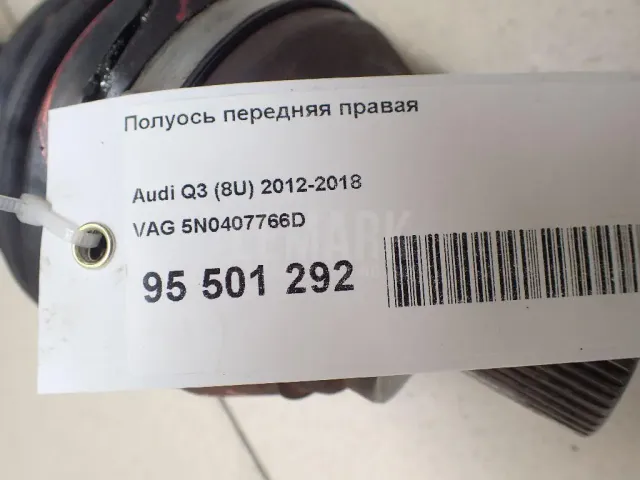 Полуось передняя правая
Audi Q3 (8U) 2012-2018
VAG 5N0407766D
95 501 292